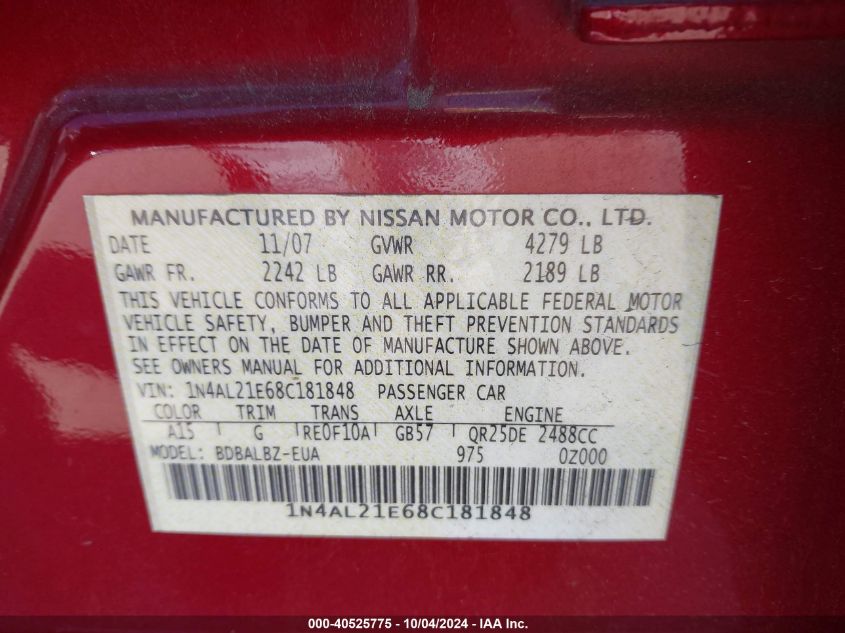 MANUFACTURED BY NISSAN MOTOR CO., LTD.
DATE 11/07 GVWR 4279 LB
GAWR FR. 2242 LB GAWR RR. 2189 LB
THIS VEHICLE CONFORMS TO ALL APPLICABLE FEDERAL MOTOR
VEHICLE SAFETY, BUMPER AND THEFT PREVENTION STANDARDS
IN EFFECT ON THE DATE OF MANUFACTURE SHOWN ABOVE.
SEE OWNERS MANUAL FOR ADDITIONAL INFORMATION.
VIN: 1N4AL21E68C181848 PASSENGER CAR
COLOR TRIM TRANS AXLE ENGINE
A15 G RE0F10A GB57 QR25DE 2488CC
MODEL: BDBALBZ-EUA 975 0Z000
1N4AL21E68C181848
000-40525775 - 10/04/2024 - IAA Inc.